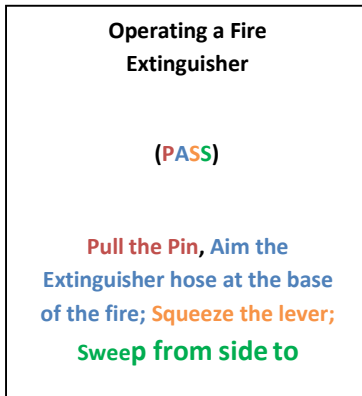 Operating a Fire
Extinguisher
(PASS)
Pull the Pin, Aim the
Extinguisher hose at the base
of the fire; Squeeze the lever;
Sweep from side to